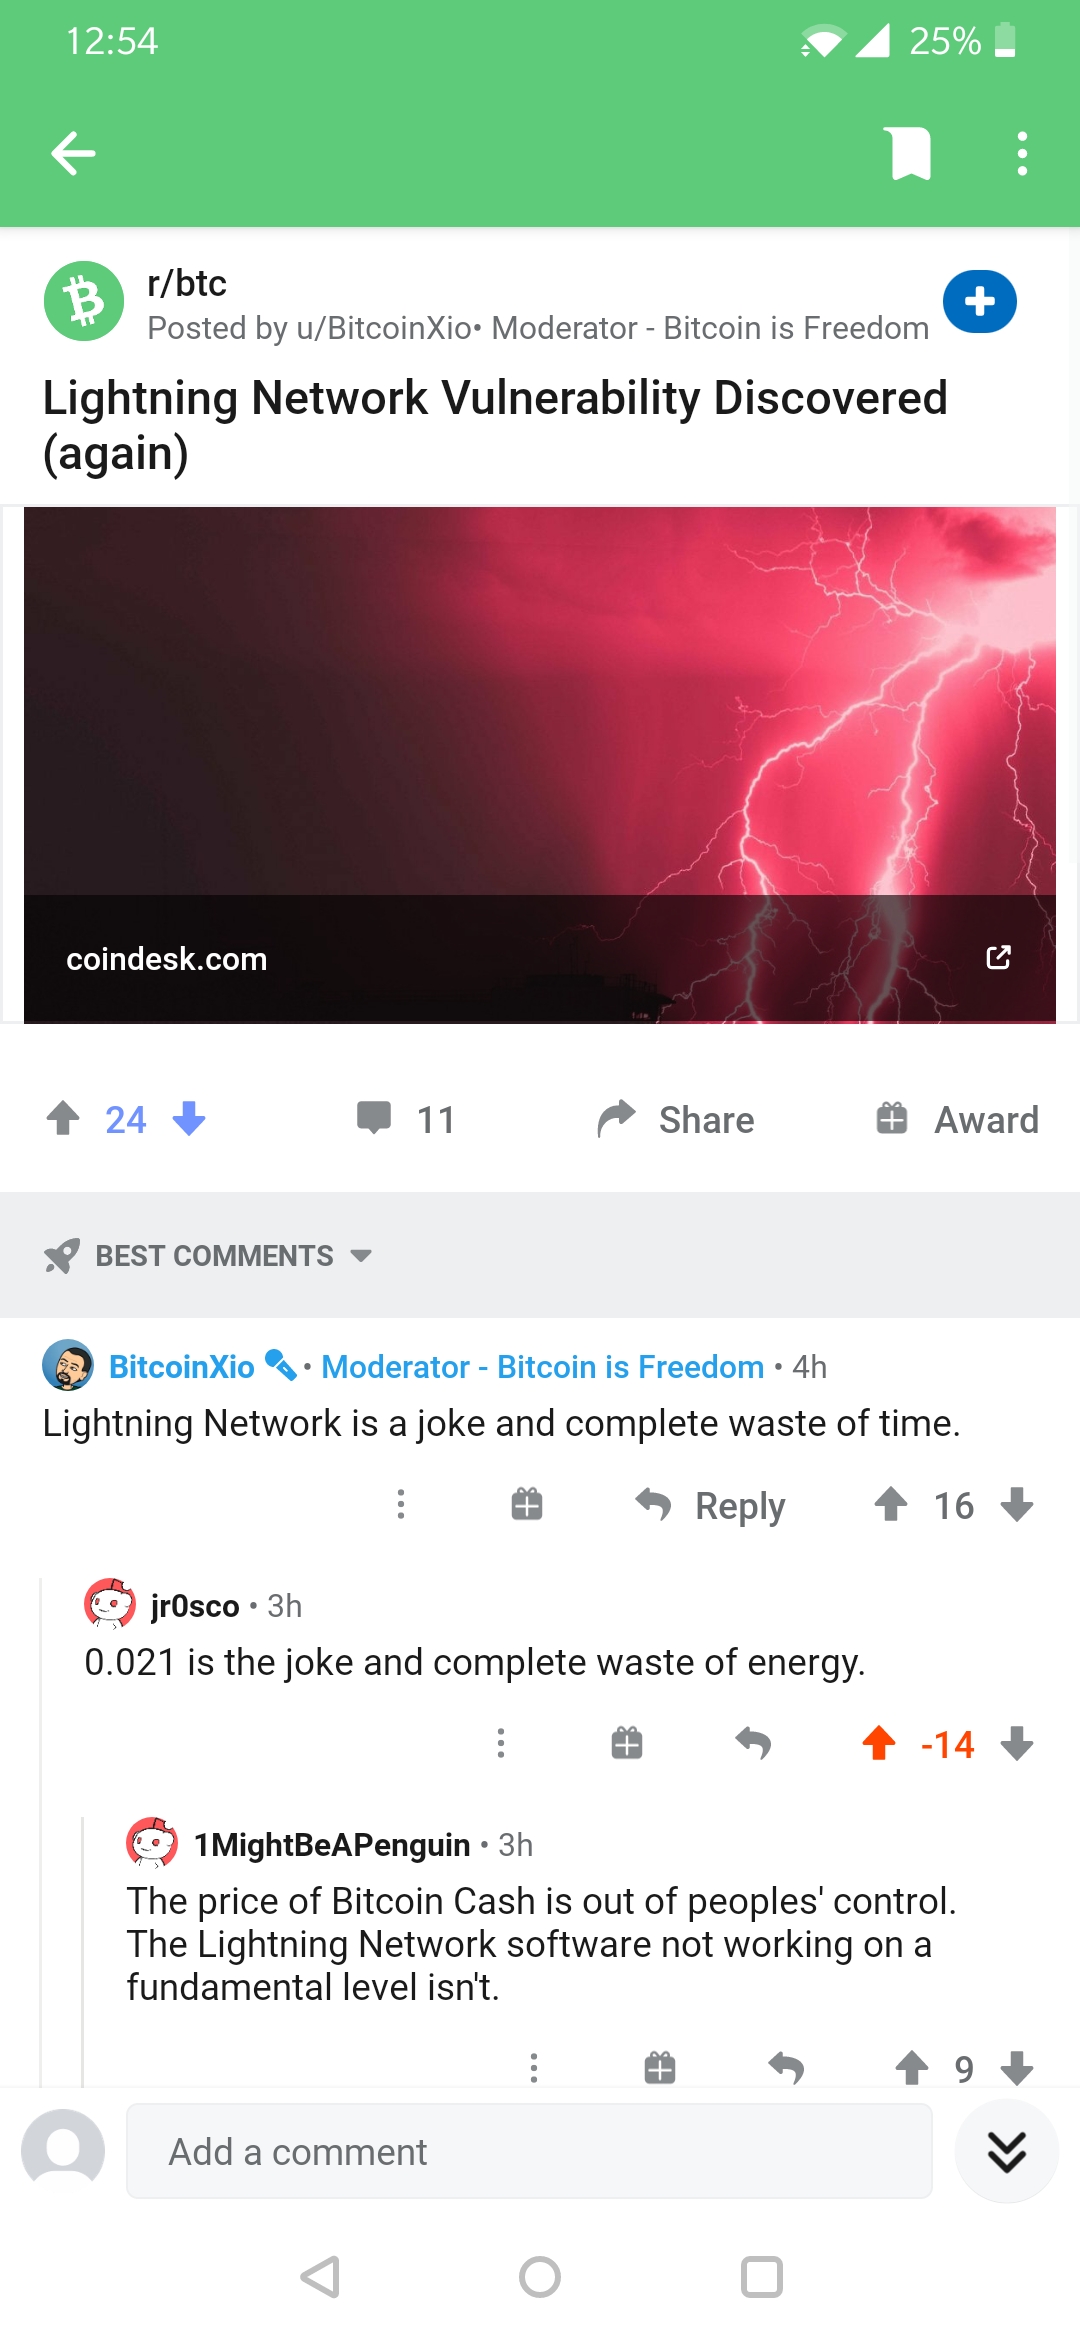 12:54
25%
r/btc
Posted by u/BitcoinXio• Moderator - Bitcoin is Freedom
Lightning Network Vulnerability Discovered
(again)
coindesk.com
24
11
Share
Award
BEST COMMENTS
BitcoinXio • Moderator - Bitcoin is Freedom • 4h
Lightning Network is a joke and complete waste of time.
Reply
16
jr0sco • 3h
0.021 is the joke and complete waste of energy.
-14
1MightBeAPenguin • 3h
The price of Bitcoin Cash is out of peoples' control.
The Lightning Network software not working on a
fundamental level isn't.
9
Add a comment